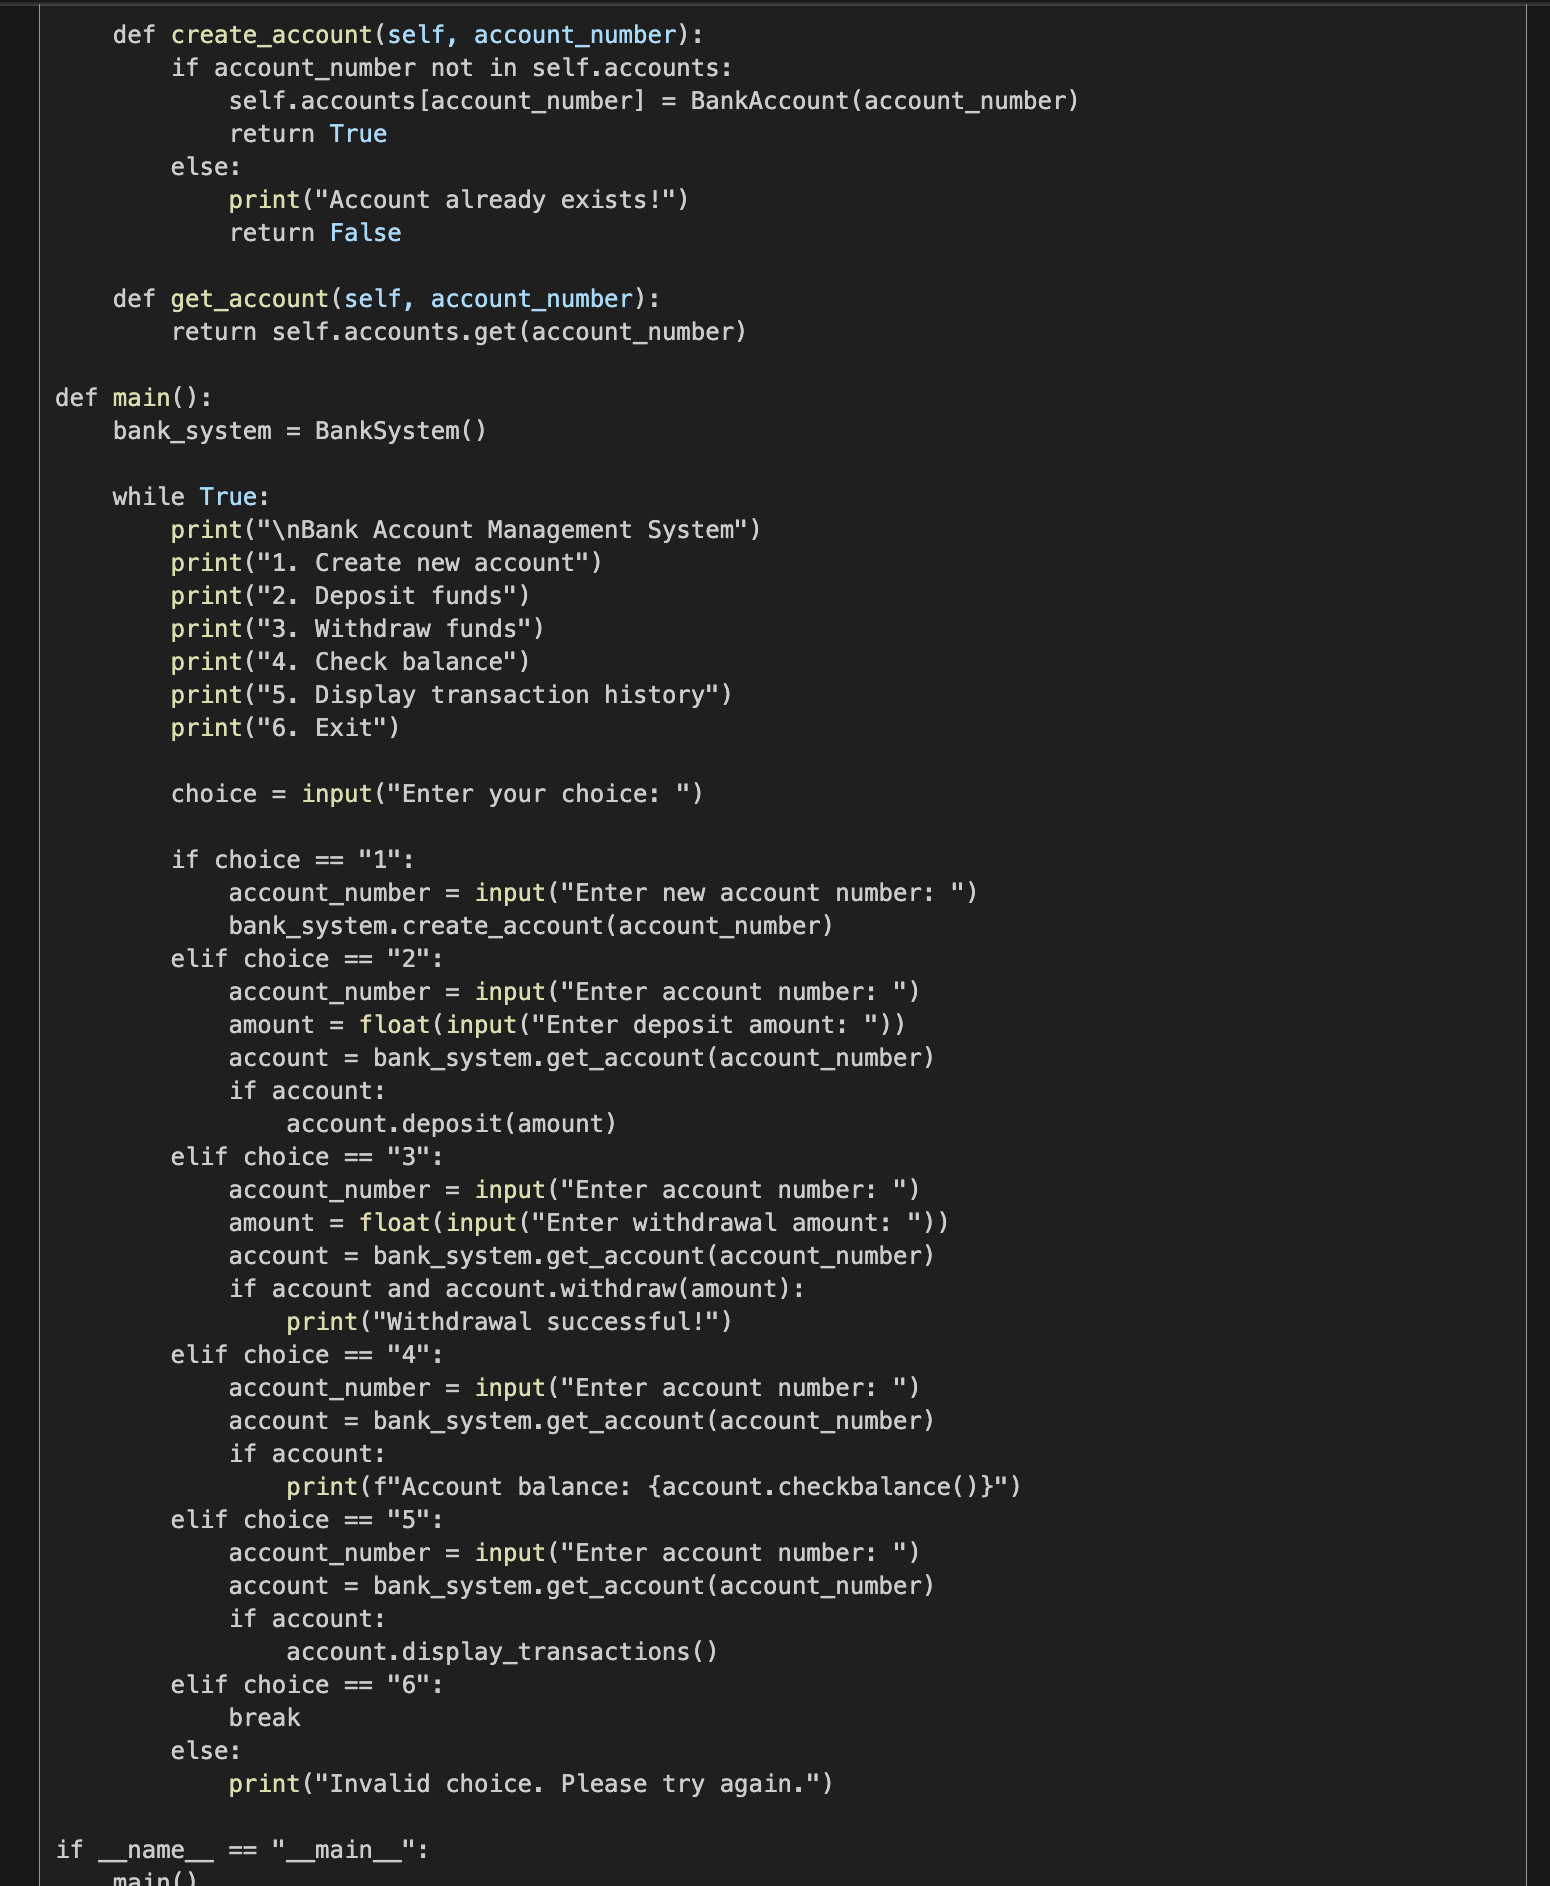 def create_account(self, account_number):
        if account_number not in self.accounts:
            self.accounts[account_number] = BankAccount(account_number)
            return True
        else:
            print("Account already exists!")
            return False

    def get_account(self, account_number):
        return self.accounts.get(account_number)

def main():
    bank_system = BankSystem()

    while True:
        print("\nBank Account Management System")
        print("1. Create new account")
        print("2. Deposit funds")
        print("3. Withdraw funds")
        print("4. Check balance")
        print("5. Display transaction history")
        print("6. Exit")

        choice = input("Enter your choice: ")

        if choice == "1":
            account_number = input("Enter new account number: ")
            bank_system.create_account(account_number)
        elif choice == "2":
            account_number = input("Enter account number: ")
            amount = float(input("Enter deposit amount: "))
            account = bank_system.get_account(account_number)
            if account:
                account.deposit(amount)
        elif choice == "3":
            account_number = input("Enter account number: ")
            amount = float(input("Enter withdrawal amount: "))
            account = bank_system.get_account(account_number)
            if account and account.withdraw(amount):
                print("Withdrawal successful!")
        elif choice == "4":
            account_number = input("Enter account number: ")
            account = bank_system.get_account(account_number)
            if account:
                print(f"Account balance: {account.checkbalance()}")
        elif choice == "5":
            account_number = input("Enter account number: ")
            account = bank_system.get_account(account_number)
            if account:
                account.display_transactions()
        elif choice == "6":
            break
        else:
            print("Invalid choice. Please try again.")

if __name__ == "__main__":
    main()